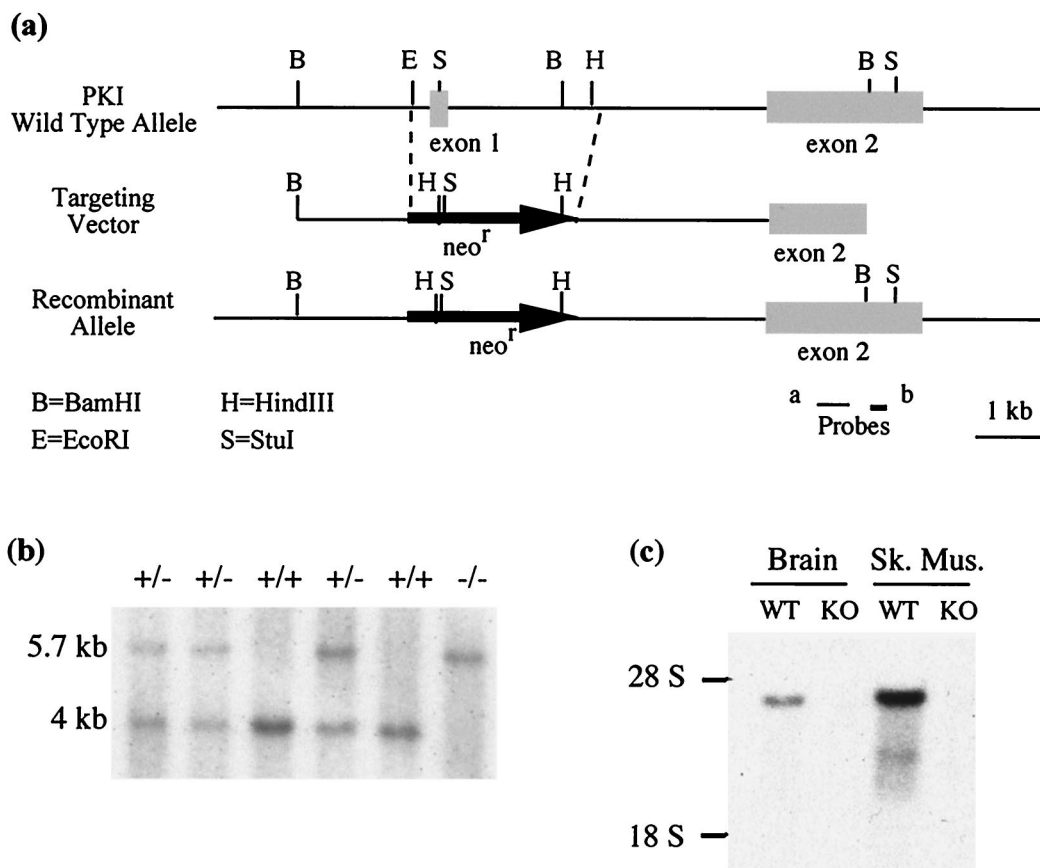 (a)
B E S B H B S
PKI
Wild Type Allele
exon 1
exon 2
B H S H
Targeting
Vector
neo^r
exon 2
B H S H B S
Recombinant
Allele
neo^r
exon 2
B=BamHI H=HindIII
E=EcoRI S=StuI
a b
Probes
1 kb
(b)
+/- +/- +/+ +/- +/+ -/-
5.7 kb
4 kb
(c)
Brain Sk. Mus.
WT KO WT KO
28 S
18 S